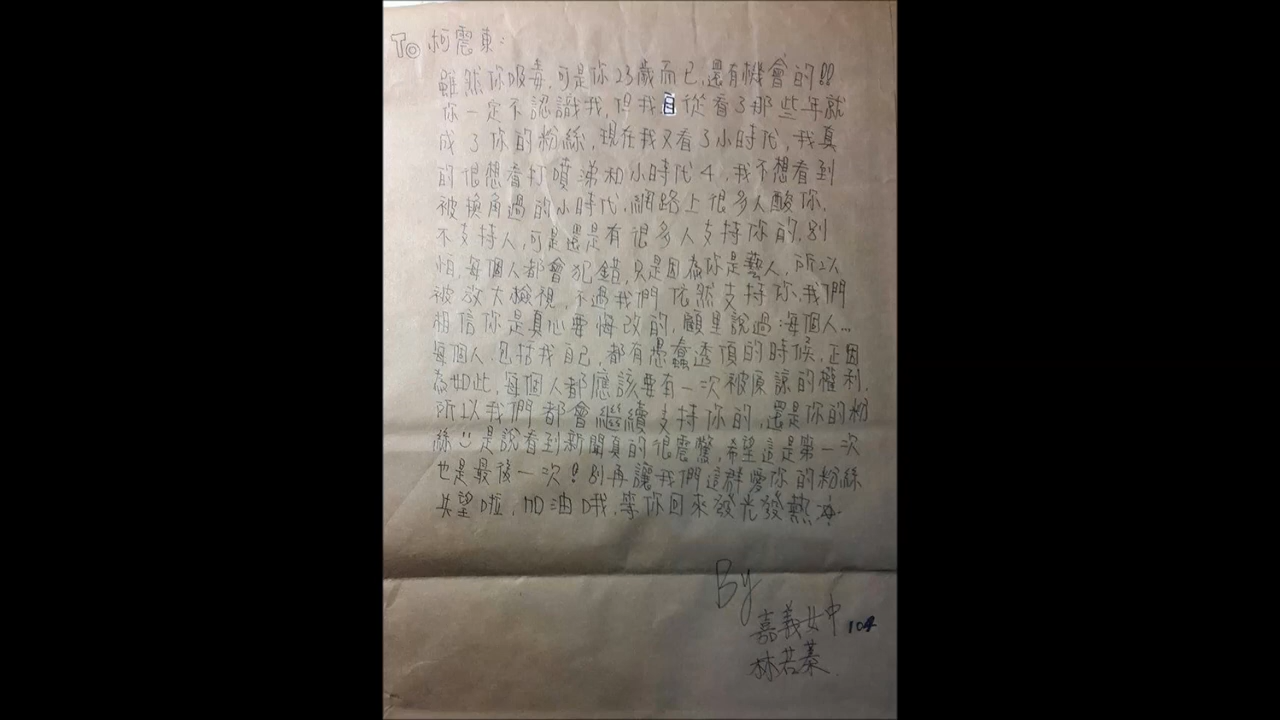 To 柯震東:
雖然你吸毒,可是你23歲而已,還有機會的!!
你一定不認識我,但我自從看了那些年就
成了你的粉絲,現在我又看了小時代,我真
的很想看打噴涕和小時代4,我不想看到
被換角過的小時代,網路上很多人酸你,
不支持人,可是還是有很多人支持你的,別
怕,每個人都會犯錯,只是因為你是藝人,所以
被放大檢視,不過我們依然支持你,我們
相信你是真心要悔改的,顧里說過:每個人...
每個人,包括我自己,都有愚蠢透頂的時候,正因
為如此,每個人都應該要有一次被原諒的權利,
所以我們都會繼續支持你的,還是你的粉
絲 是說看到新聞真的很震驚,希望這是第一次
也是最後一次!別再讓我們這群愛你的粉絲
失望啦,加油哦,等你回來發光發熱
By
嘉義女中 104
林若蓁